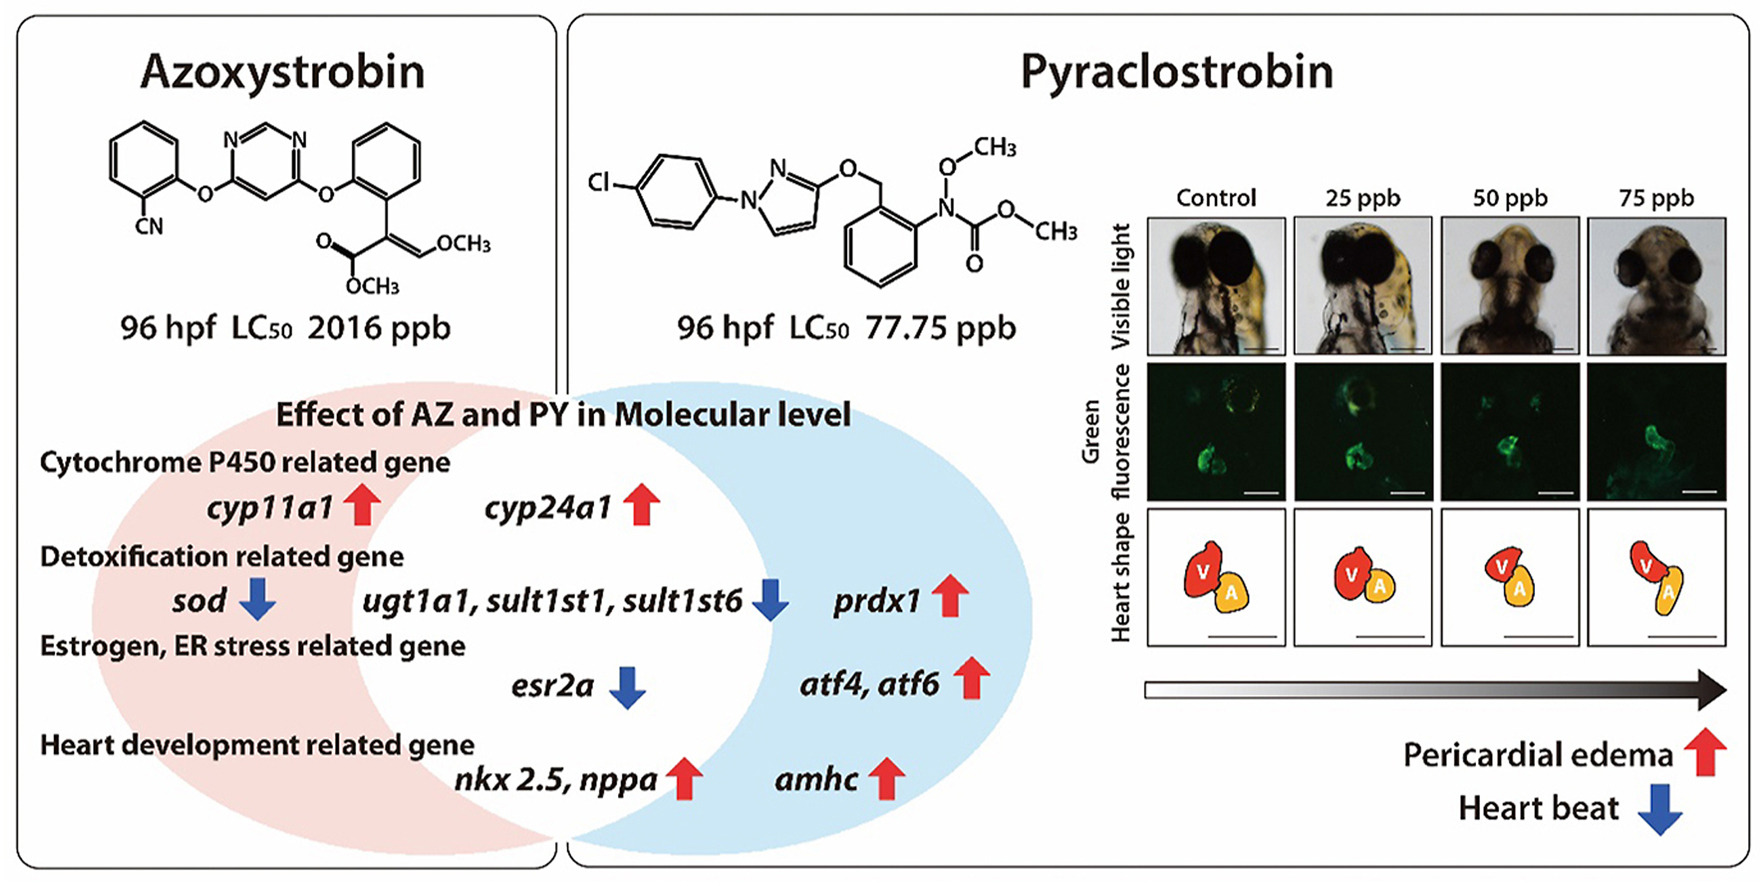 Azoxystrobin
N
N
O
O
CN
O
OCH3
OCH3
96 hpf LC50 2016 ppb
Pyraclostrobin
Cl
N
N
O
O
CH3
N
O
CH3
O
96 hpf LC50 77.75 ppb
Effect of AZ and PY in Molecular level
Cytochrome P450 related gene
cyp11a1
cyp24a1
Detoxification related gene
sod
ugt1a1, sult1st1, sult1st6
prdx1
Estrogen, ER stress related gene
esr2a
atf4, atf6
Heart development related gene
nkx 2.5, nppa
amhc
Control 25 ppb 50 ppb 75 ppb
Visible light
Green
fluorescence
Heart shape
V A
V A
V A
V A
Pericardial edema
Heart beat